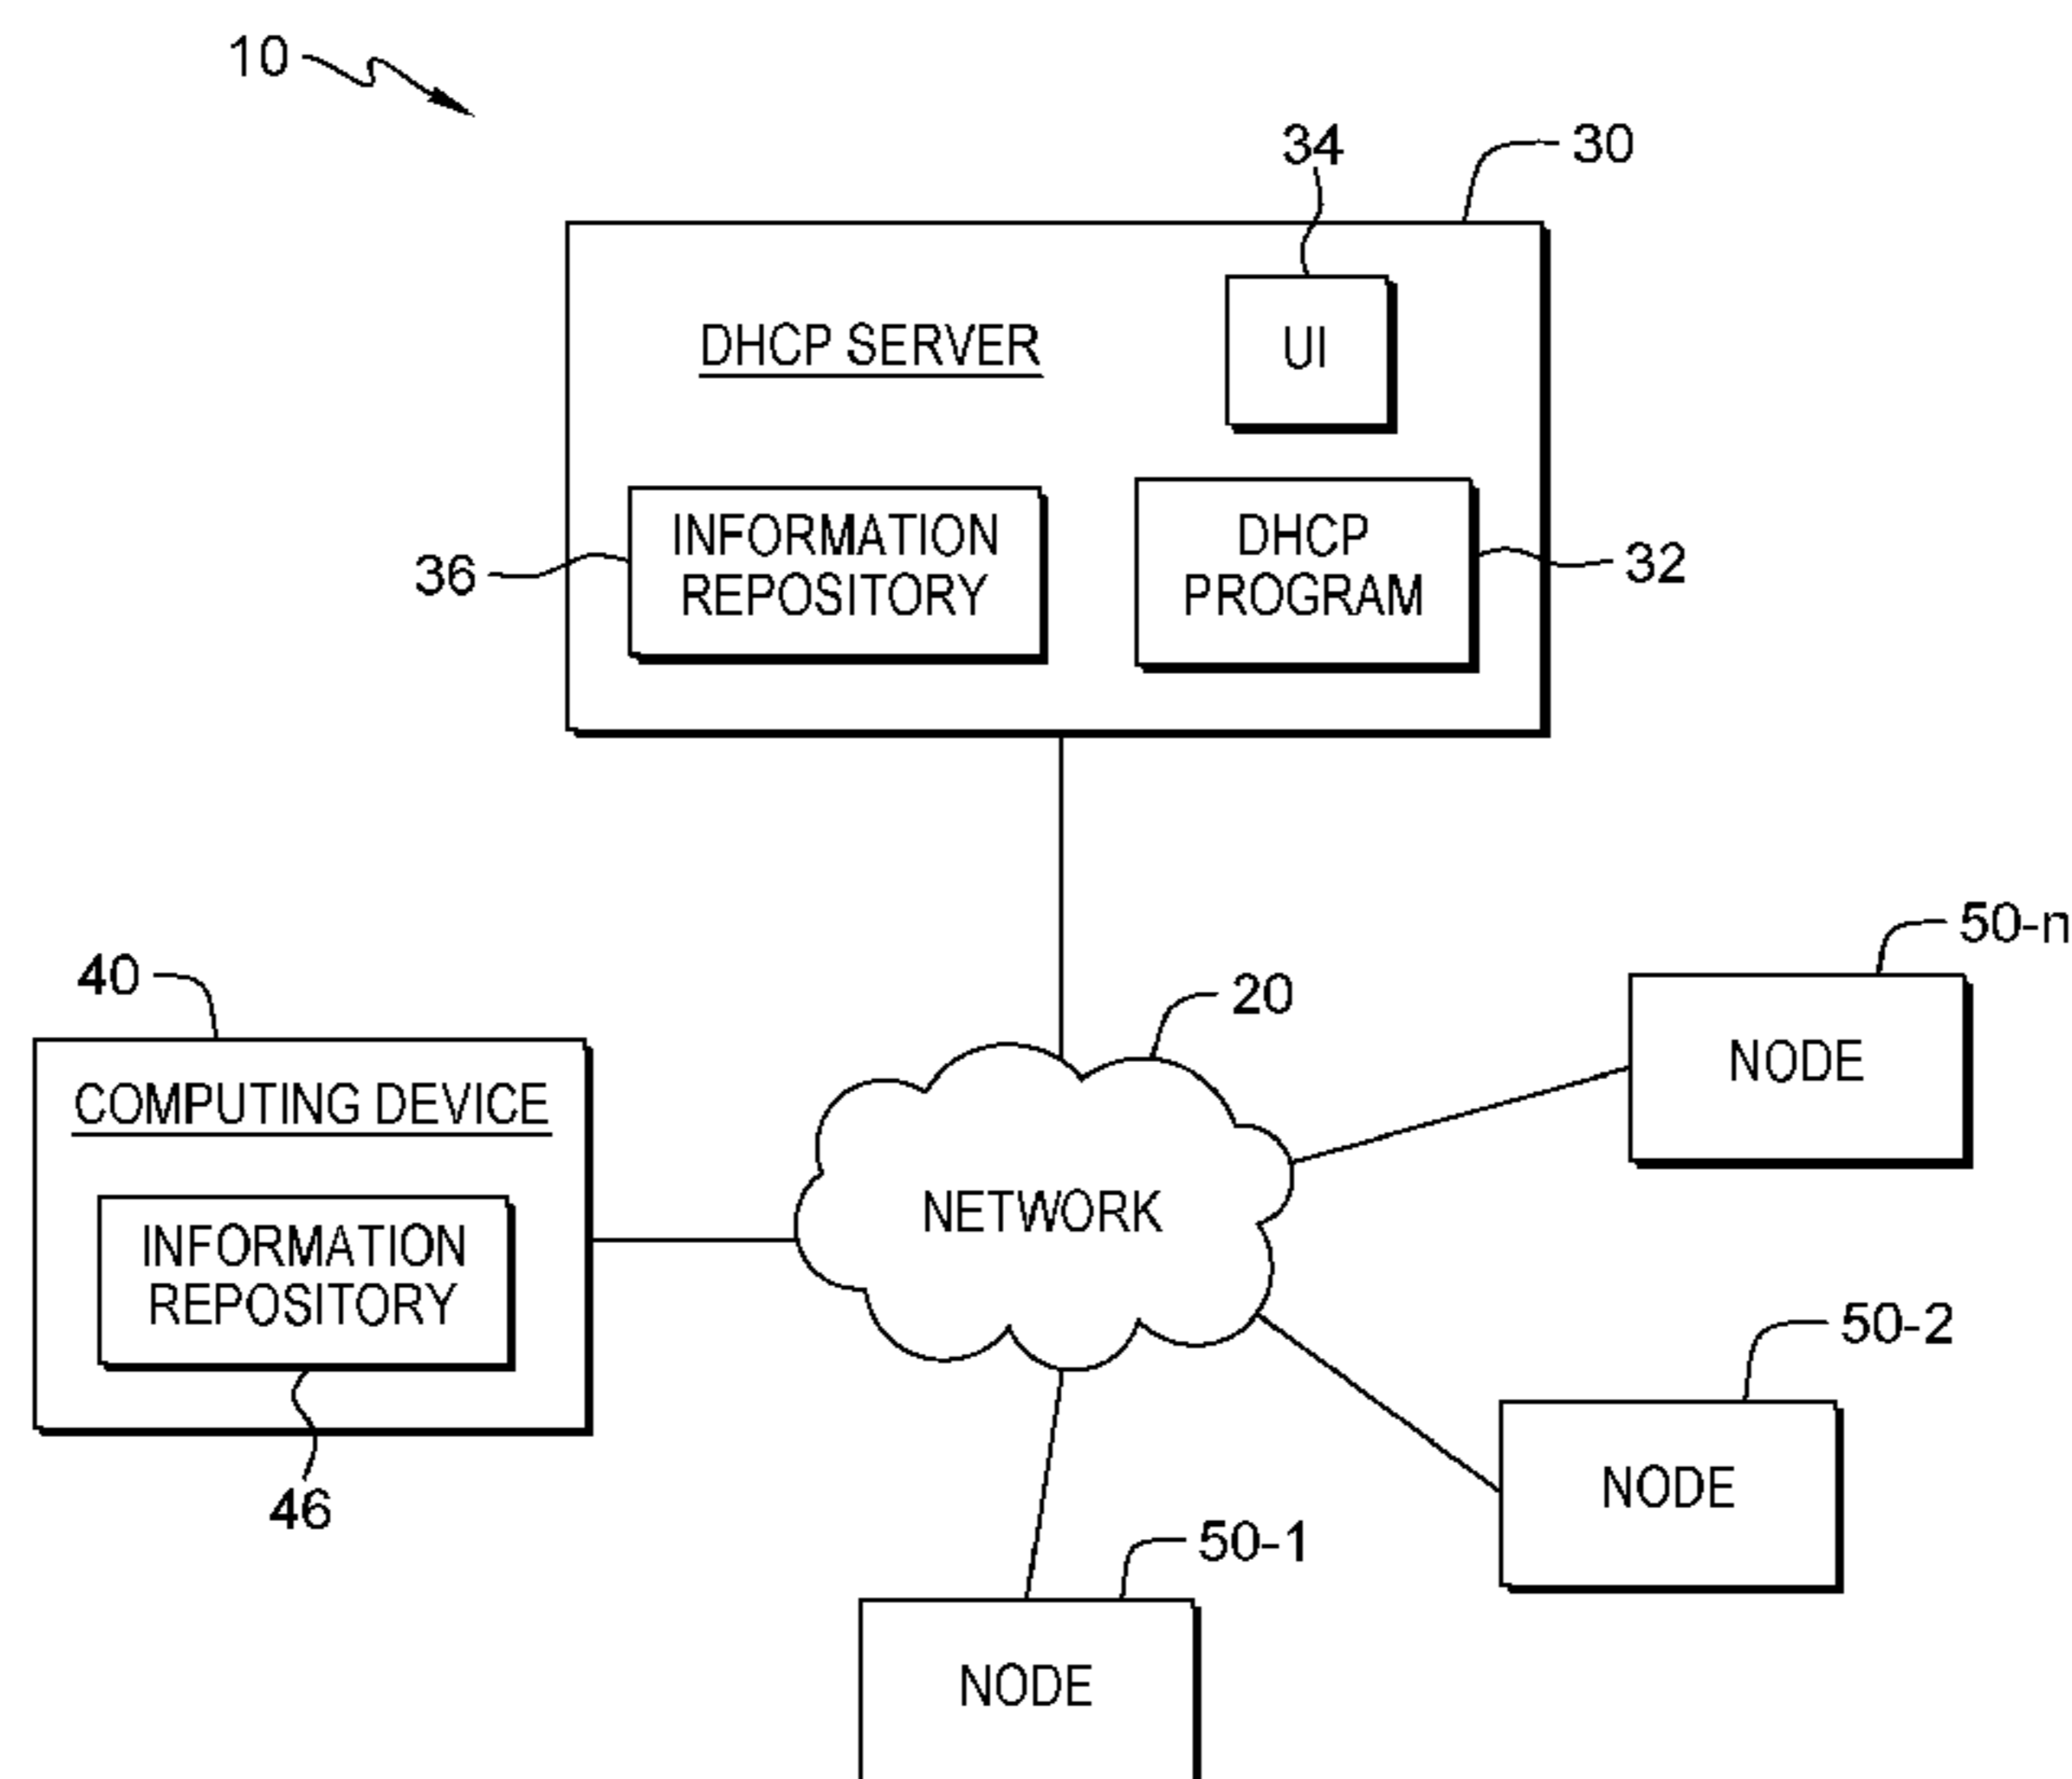 10
34
30
DHCP SERVER
UI
36
INFORMATION
REPOSITORY
DHCP
PROGRAM
32
50-n
40
20
NODE
COMPUTING DEVICE
NETWORK
INFORMATION
REPOSITORY
50-2
46
NODE
50-1
NODE